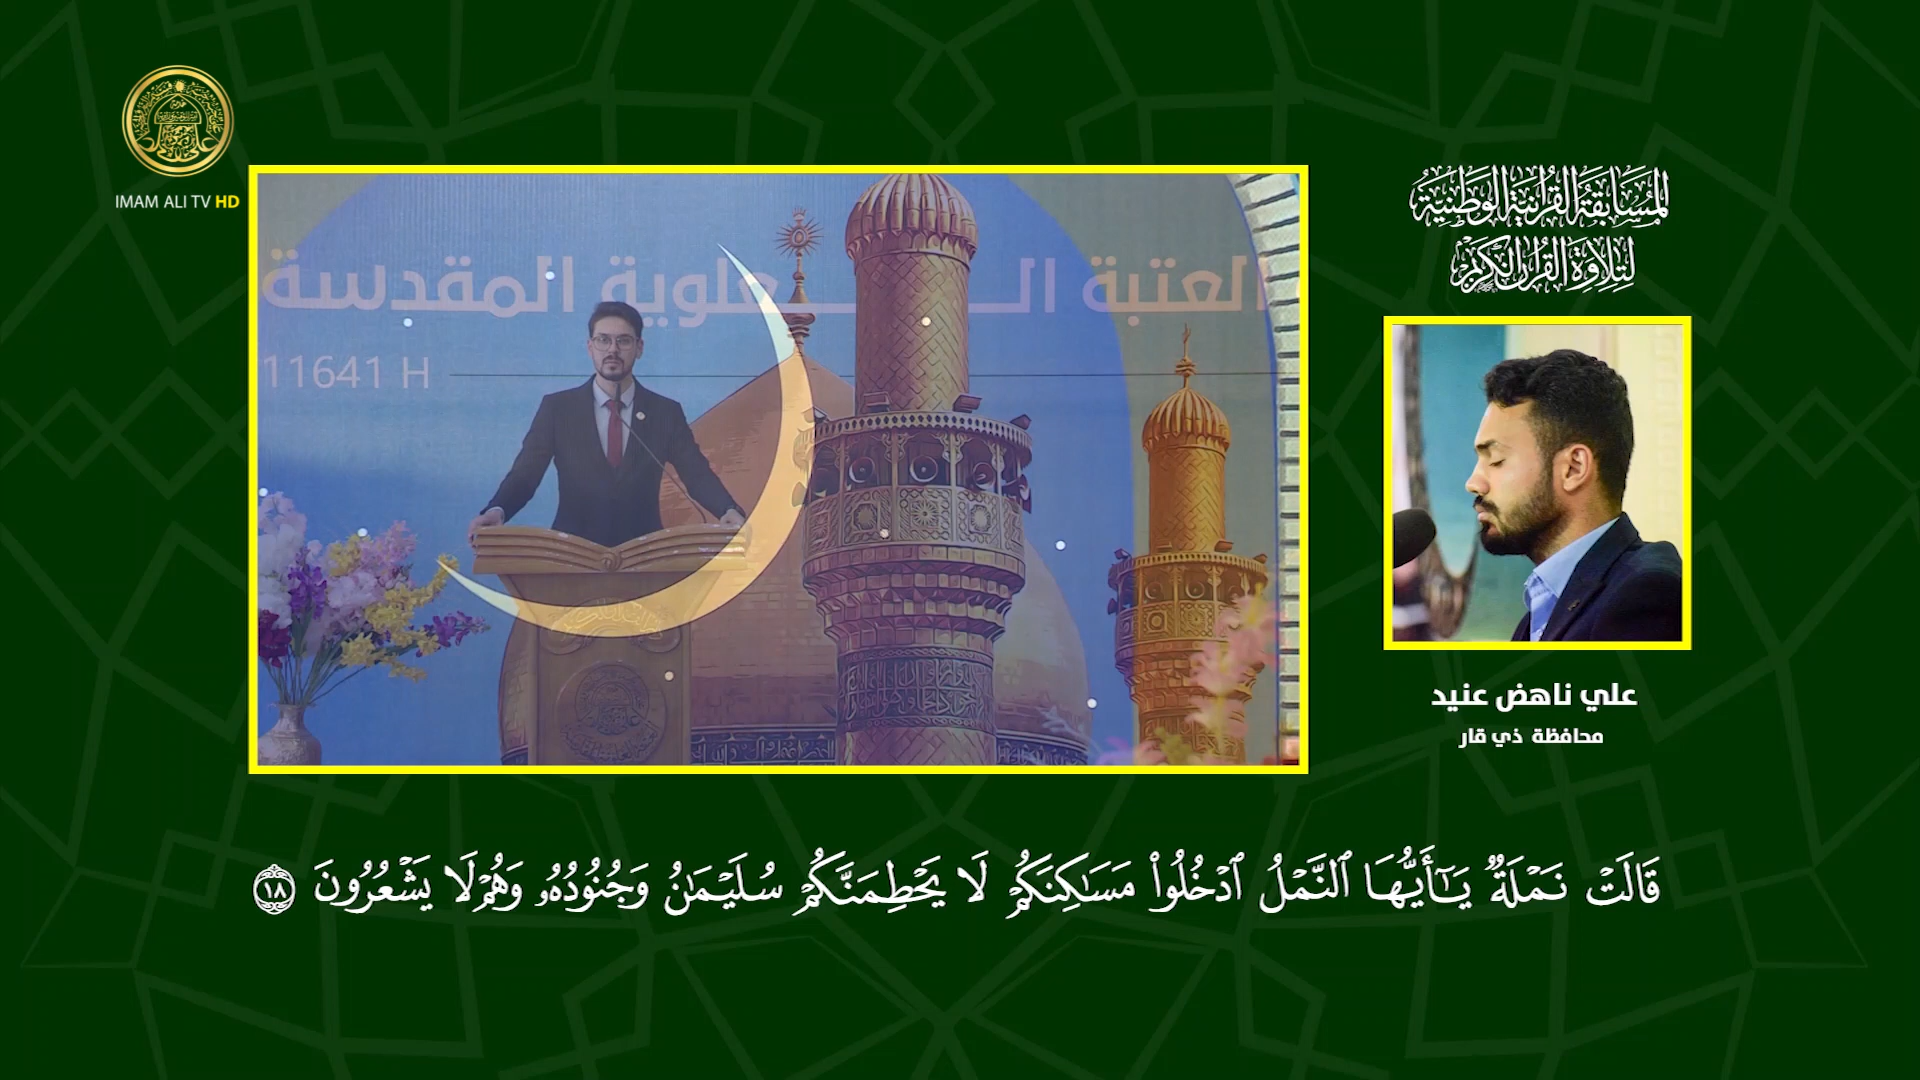 IMAM ALI TV HD
المسابقة القرآنية الوطنية
لتلاوة القرآن الكريم
العتبة الـــعلوية المقدسة
11641 H
علي ناهض عنيد
محافظة ذي قار
قَالَتْ نَمْلَةٌ يَٰٓأَيُّهَا ٱلنَّمْلُ ٱدْخُلُوا۟ مَسَٰكِنَكُمْ لَا يَحْطِمَنَّكُمْ سُلَيْمَٰنُ وَجُنُودُهُۥ وَهُمْ لَا يَشْعُرُونَ ١٨